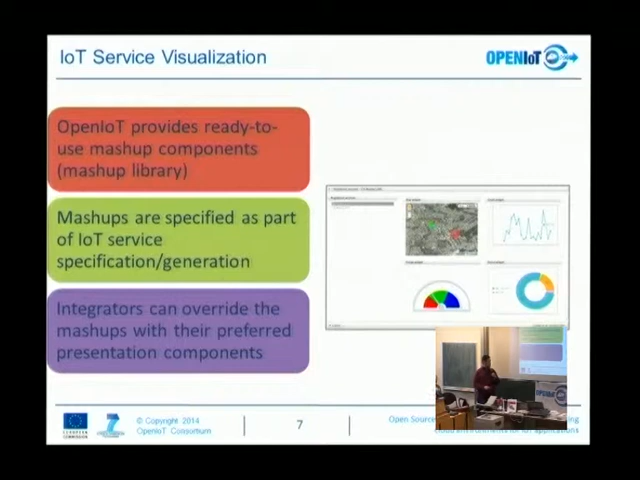 IoT Service Visualization
OPENIoT
OpenIoT provides ready-to-
use mashup components
(mashup library)
Mashups are specified as part
of IoT service
specification/generation
Integrators can override the
mashups with their preferred
presentation components
EUROPEAN
COMMISSION
© Copyright 2014
OpenIoT Consortium
7
Open Source